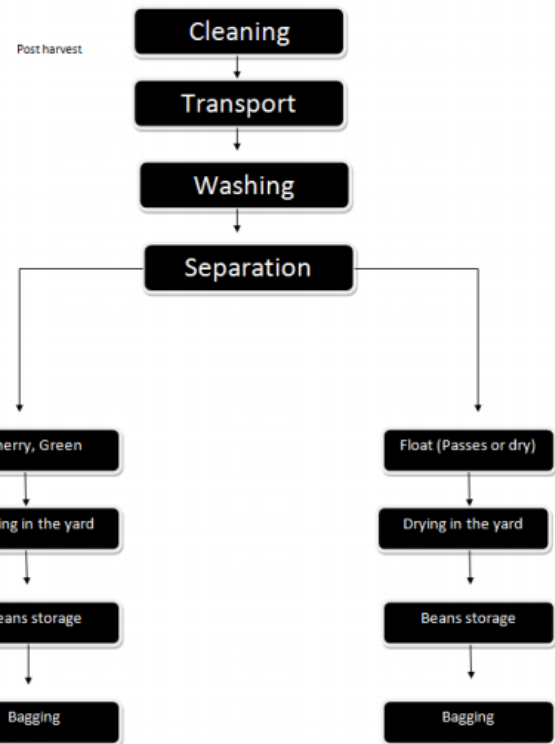 Cleaning
Post harvest
Transport
Washing
Separation
Green
Float (Passes or dry)
in the yard
Drying in the yard
storage
Beans storage
Bagging
Bagging